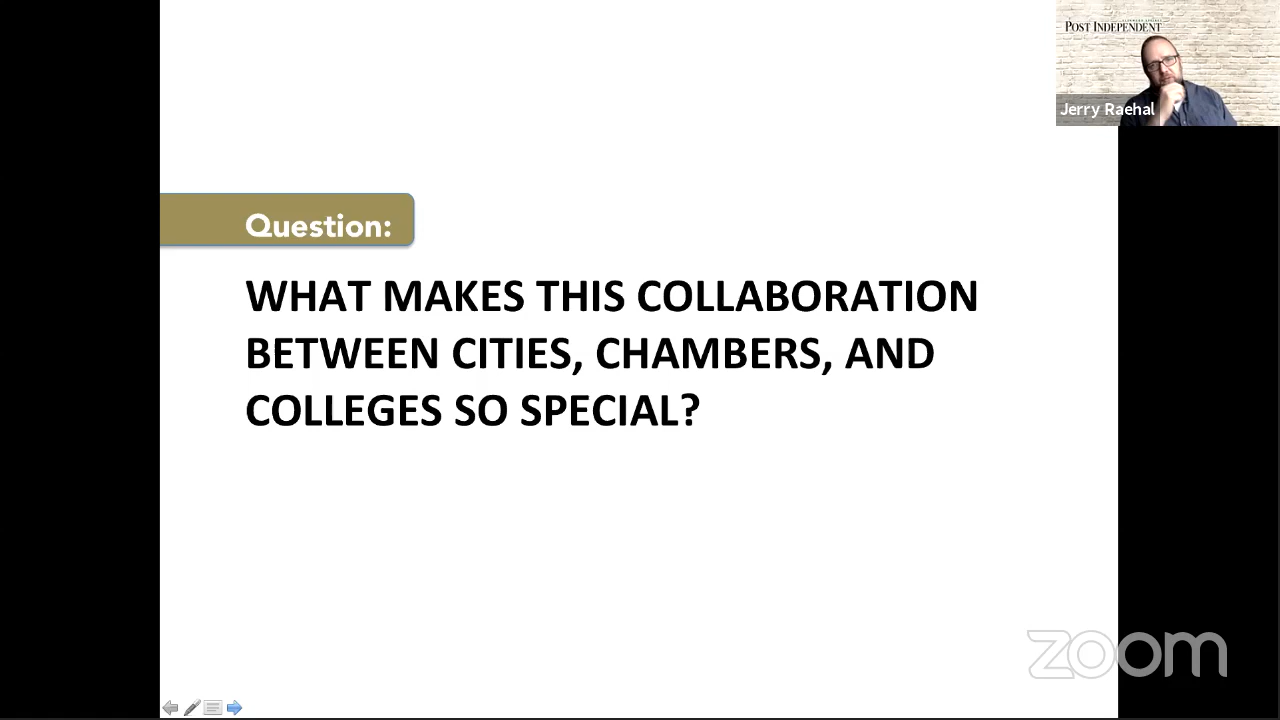 POST INDEPENDENT
Jerry Raehal
Question:
WHAT MAKES THIS COLLABORATION
BETWEEN CITIES, CHAMBERS, AND
COLLEGES SO SPECIAL?
zoom